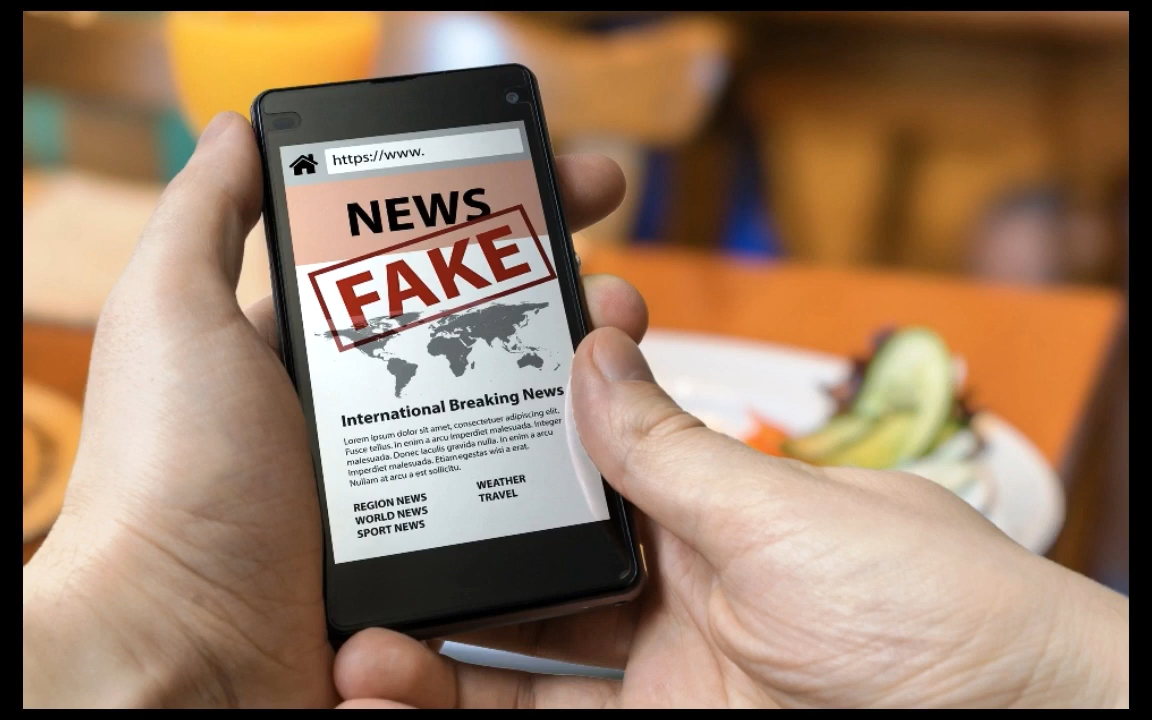 https://www.
NEWS
FAKE
International Breaking News
Lorem ipsum dolor sit amet, consectetuer adipiscing elit.
Fusce tellus. In enim a arcu imperdiet malesuada. Integer
malesuada. Donec iaculis gravida nulla. In enim a arcu
imperdiet malesuada. Etiam egestas wisi a erat.
Nullam at arcu a est sollicitu.
REGION NEWS
WORLD NEWS
SPORT NEWS
WEATHER
TRAVEL